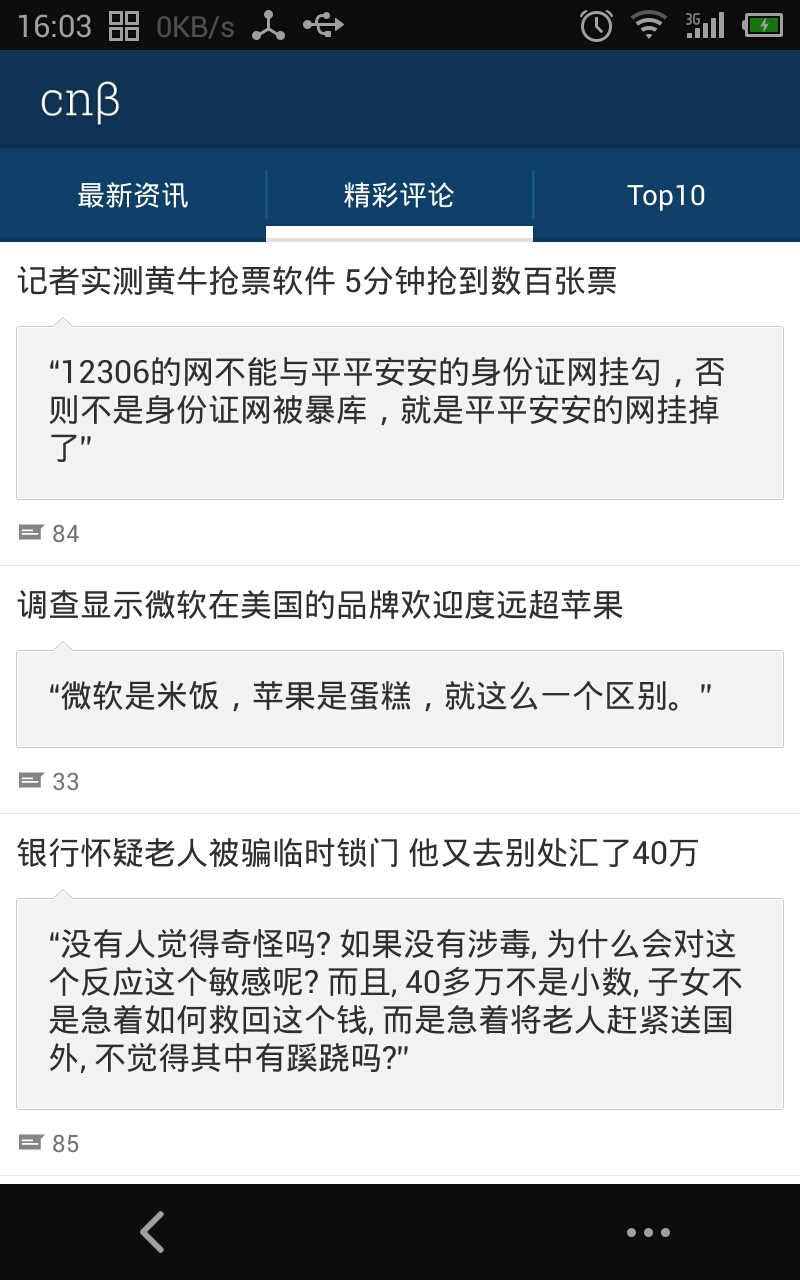 16:03 0KB/s 3G
cnβ
最新资讯 精彩评论 Top10
记者实测黄牛抢票软件 5分钟抢到数百张票
“12306的网不能与平平安安的身份证网挂勾，否
则不是身份证网被暴库，就是平平安安的网挂掉
了”
84
调查显示微软在美国的品牌欢迎度远超苹果
“微软是米饭，苹果是蛋糕，就这么一个区别。”
33
银行怀疑老人被骗临时锁门 他又去别处汇了40万
“没有人觉得奇怪吗? 如果没有涉毒, 为什么会对这
个反应这个敏感呢? 而且, 40多万不是小数, 子女不
是急着如何救回这个钱, 而是急着将老人赶紧送国
外, 不觉得其中有蹊跷吗?”
85